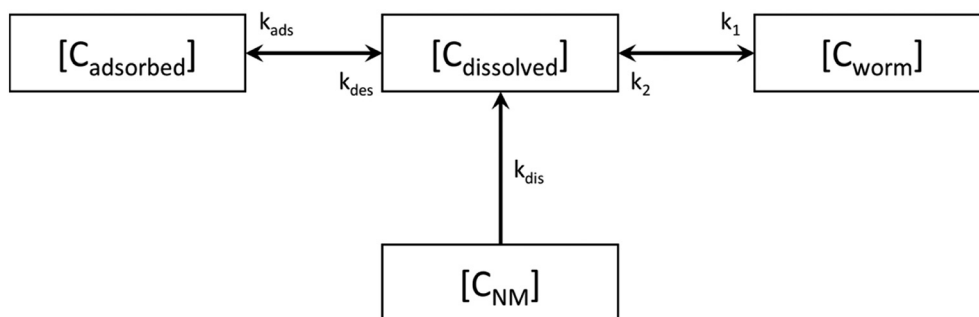 k_ads
k_1
[C_adsorbed]
[C_dissolved]
[C_worm]
k_des
k_2
k_dis
[C_NM]